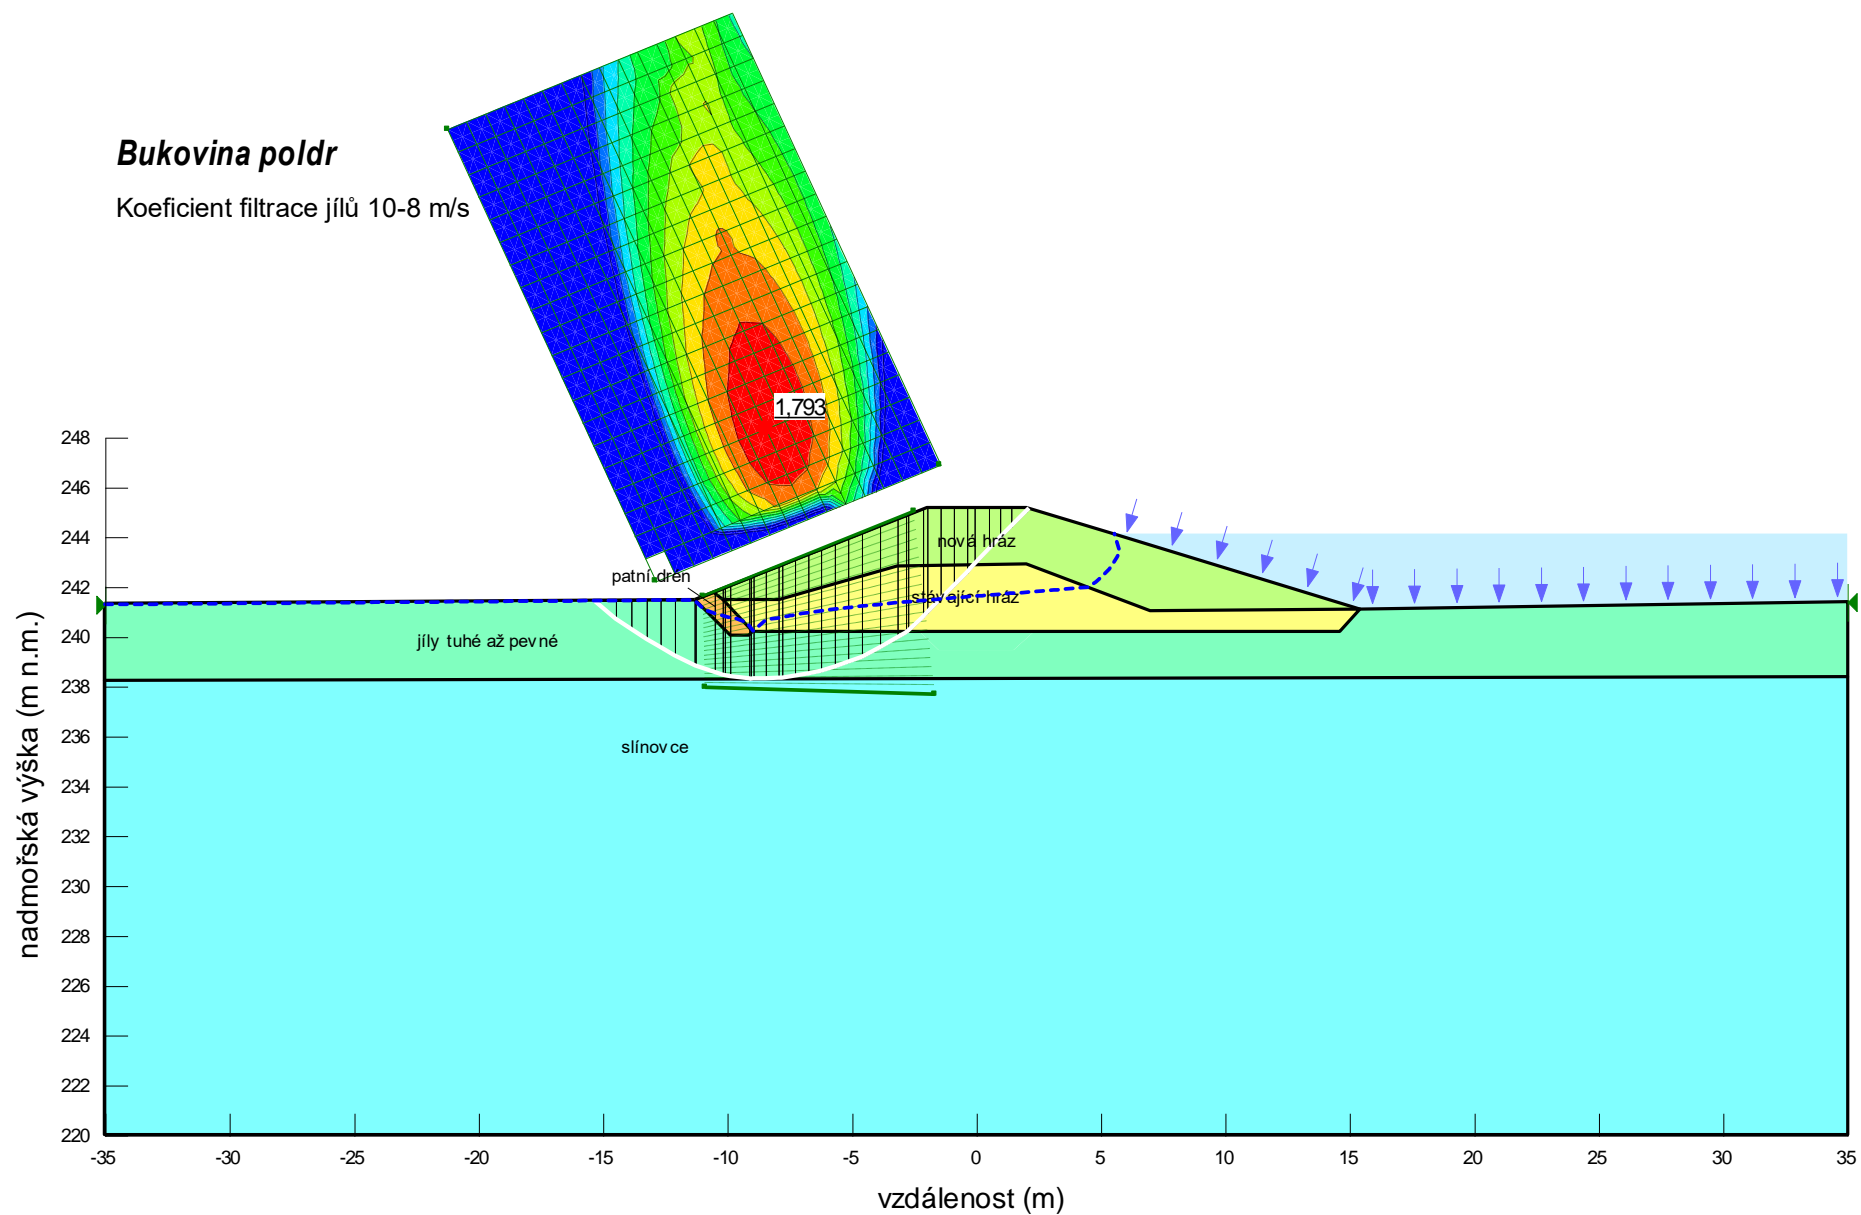 Bukovina poldr
Koeficient filtrace jílů 10-8 m/s
1,793
248
246
244
242
240
238
236
234
232
230
228
226
224
222
220
nadmořská výška (m n.m.)
patní drén
nová hráz
stávající hráz
jíly tuhé až pevné
slínovce
-35 -30 -25 -20 -15 -10 -5 0 5 10 15 20 25 30 35
vzdálenost (m)